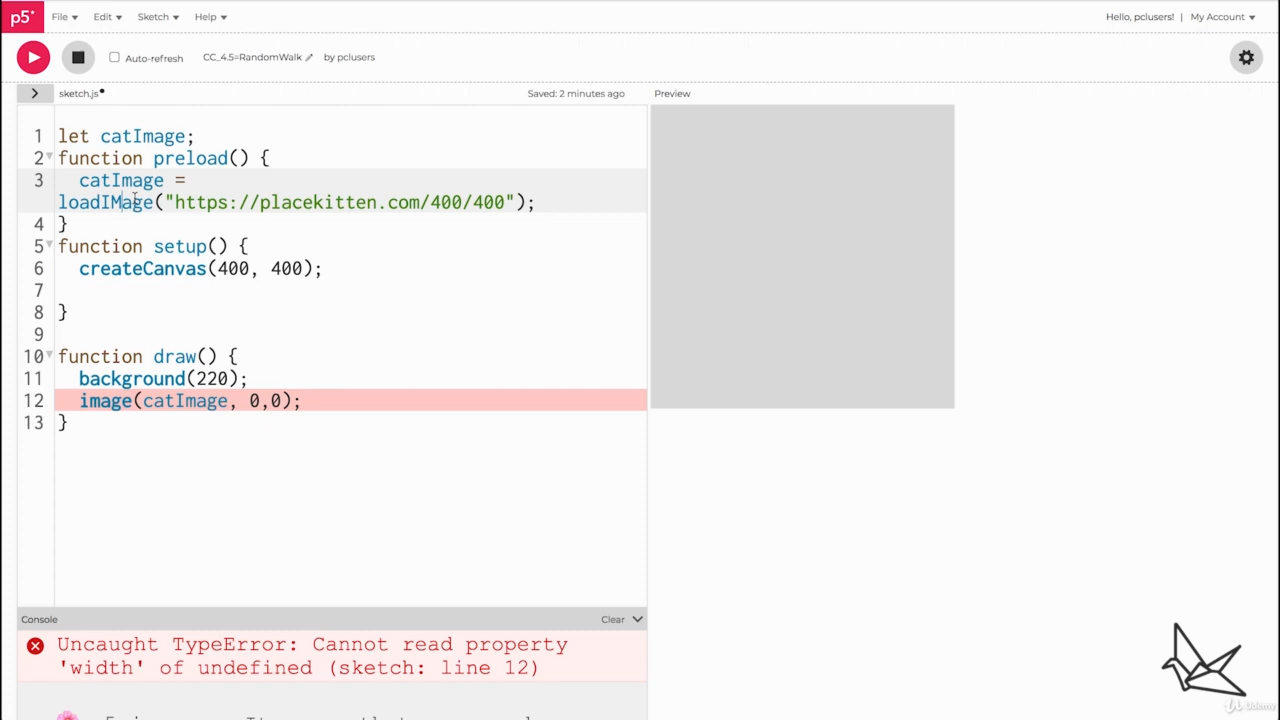 p5* File Edit Sketch Help Hello, pclusers! My Account
Auto-refresh CC_4.5=RandomWalk by pclusers
sketch.js Saved: 2 minutes ago Preview
1 let catImage;
2 function preload() {
3 catImage =
loadIMage("https://placekitten.com/400/400");
4 }
5 function setup() {
6 createCanvas(400, 400);
7
8 }
9
10 function draw() {
11 background(220);
12 image(catImage, 0,0);
13 }
Console Clear
Uncaught TypeError: Cannot read property
'width' of undefined (sketch: line 12)
Udemy